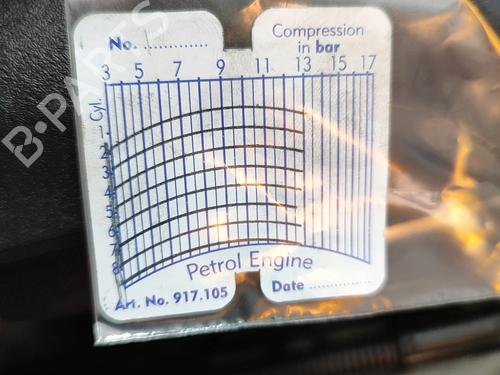 No. .............
Compression
in bar
3 5 7 9 11 13 15 17
Cyl.
1
2
3
4
5
6
7
8
Petrol Engine
Art. No. 917.105
Date ..............
B-PARTS